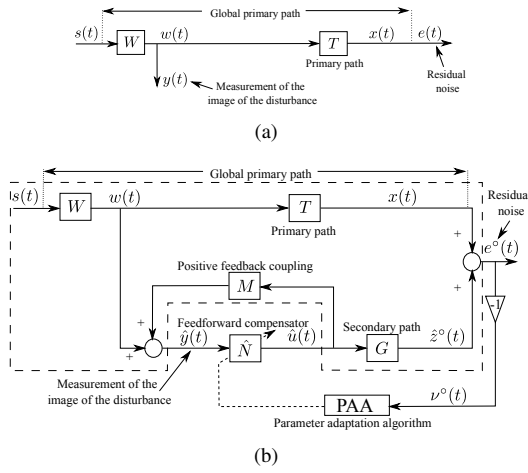 Global primary path
s(t)
W
w(t)
T
x(t)
e(t)
Primary path
y(t)
Measurement of the
image of the disturbance
Residual
noise
(a)
Global primary path
s(t)
W
w(t)
T
x(t)
Residual
noise
Primary path
+
e°(t)
Positive feedback coupling
M
+
-1
+
Feedforward compensator
Secondary path
ŷ(t)
N̂
û(t)
G
ẑ°(t)
+
Measurement of the
image of the disturbance
PAA
ν°(t)
Parameter adaptation algorithm
(b)